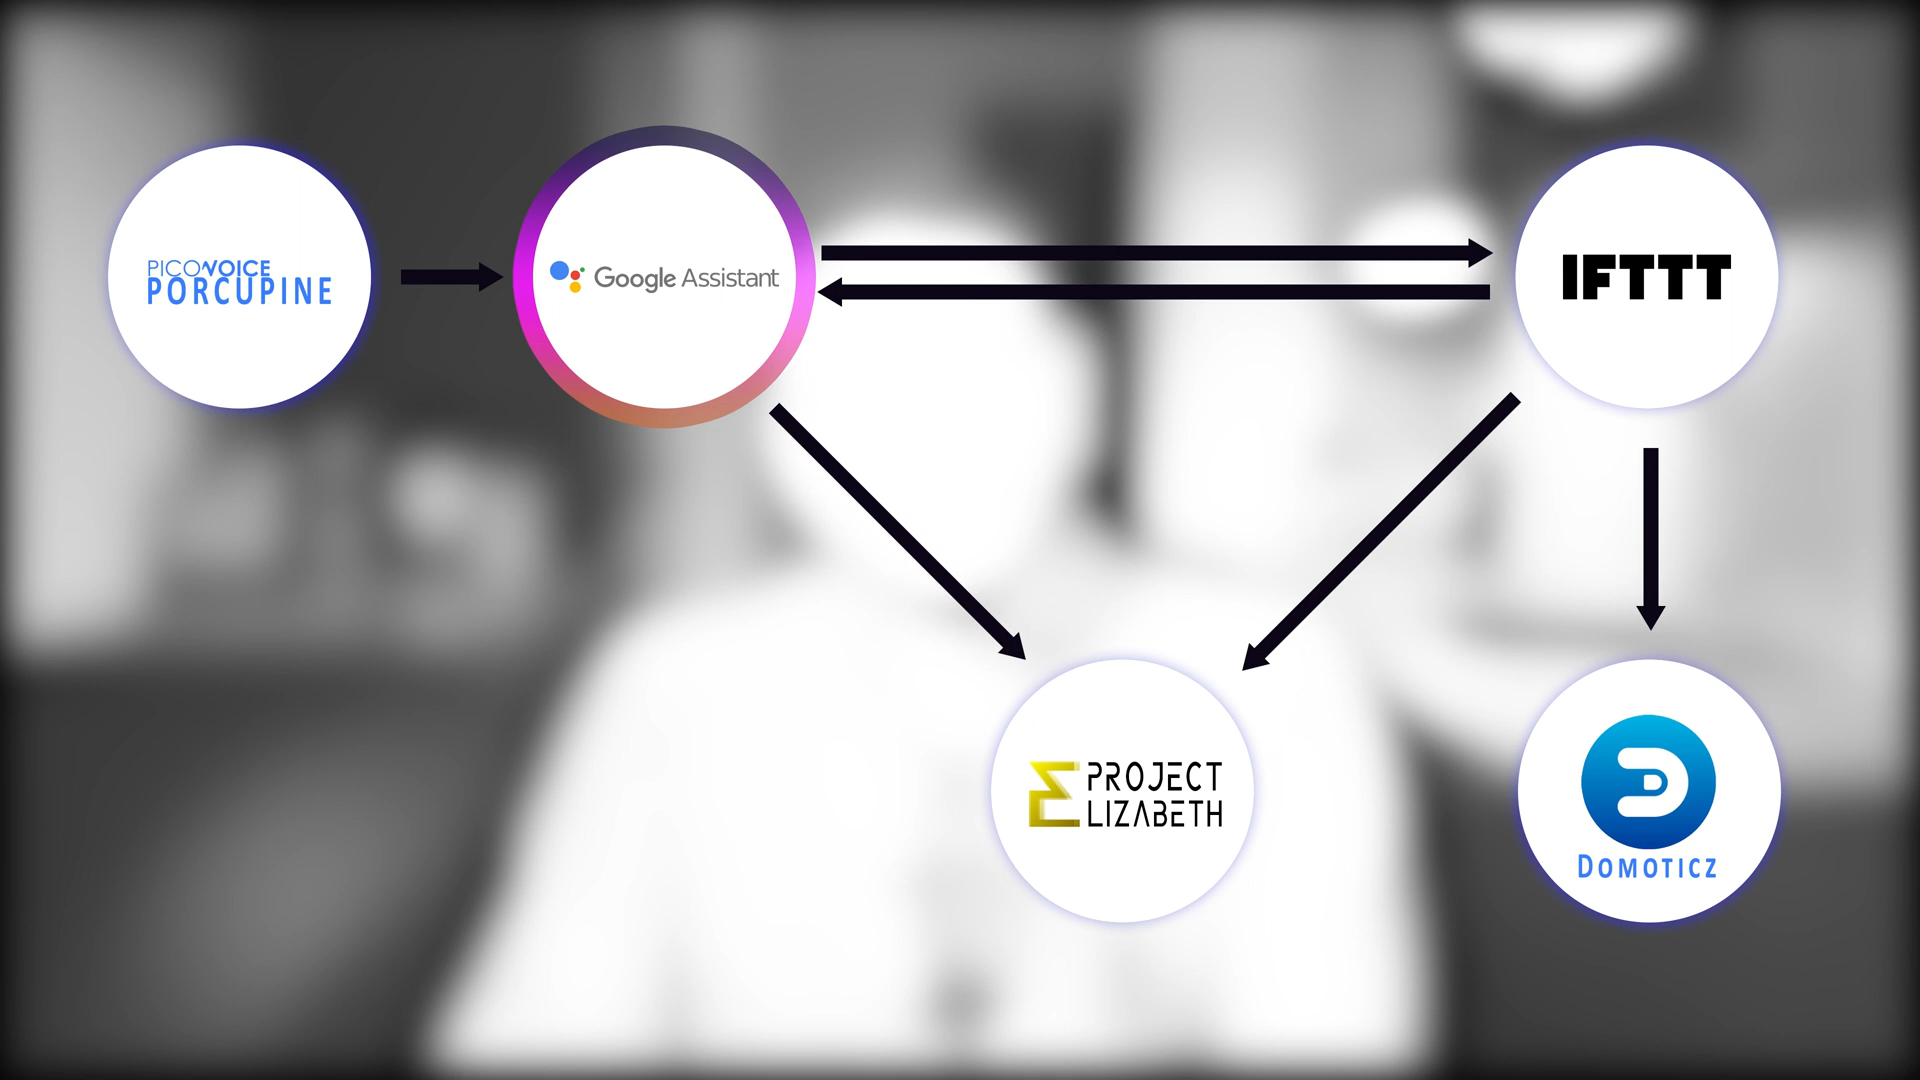 PICOVOICE
PORCUPINE
Google Assistant
IFTTT
PROJECT
LIZABETH
DOMOTICZ